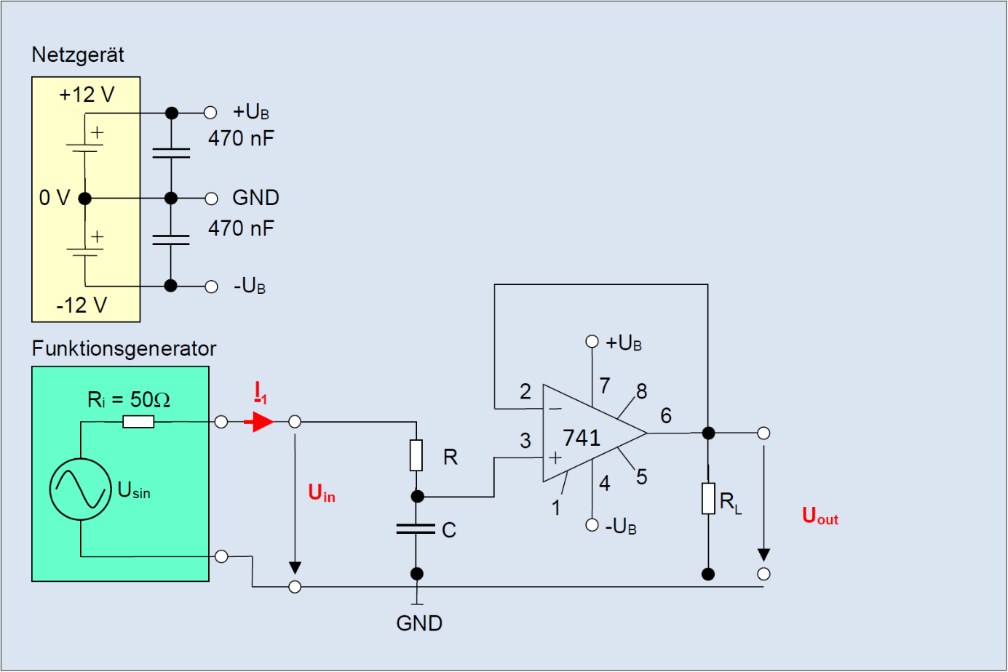 Netzgerät
+12 V
+U_B
470 nF
0 V
GND
470 nF
-U_B
-12 V
Funktionsgenerator
R_i = 50Ω
I_1
U_sin
U_in
R
C
GND
+U_B
2
7
8
6
3
741
1
4
5
-U_B
R_L
U_out